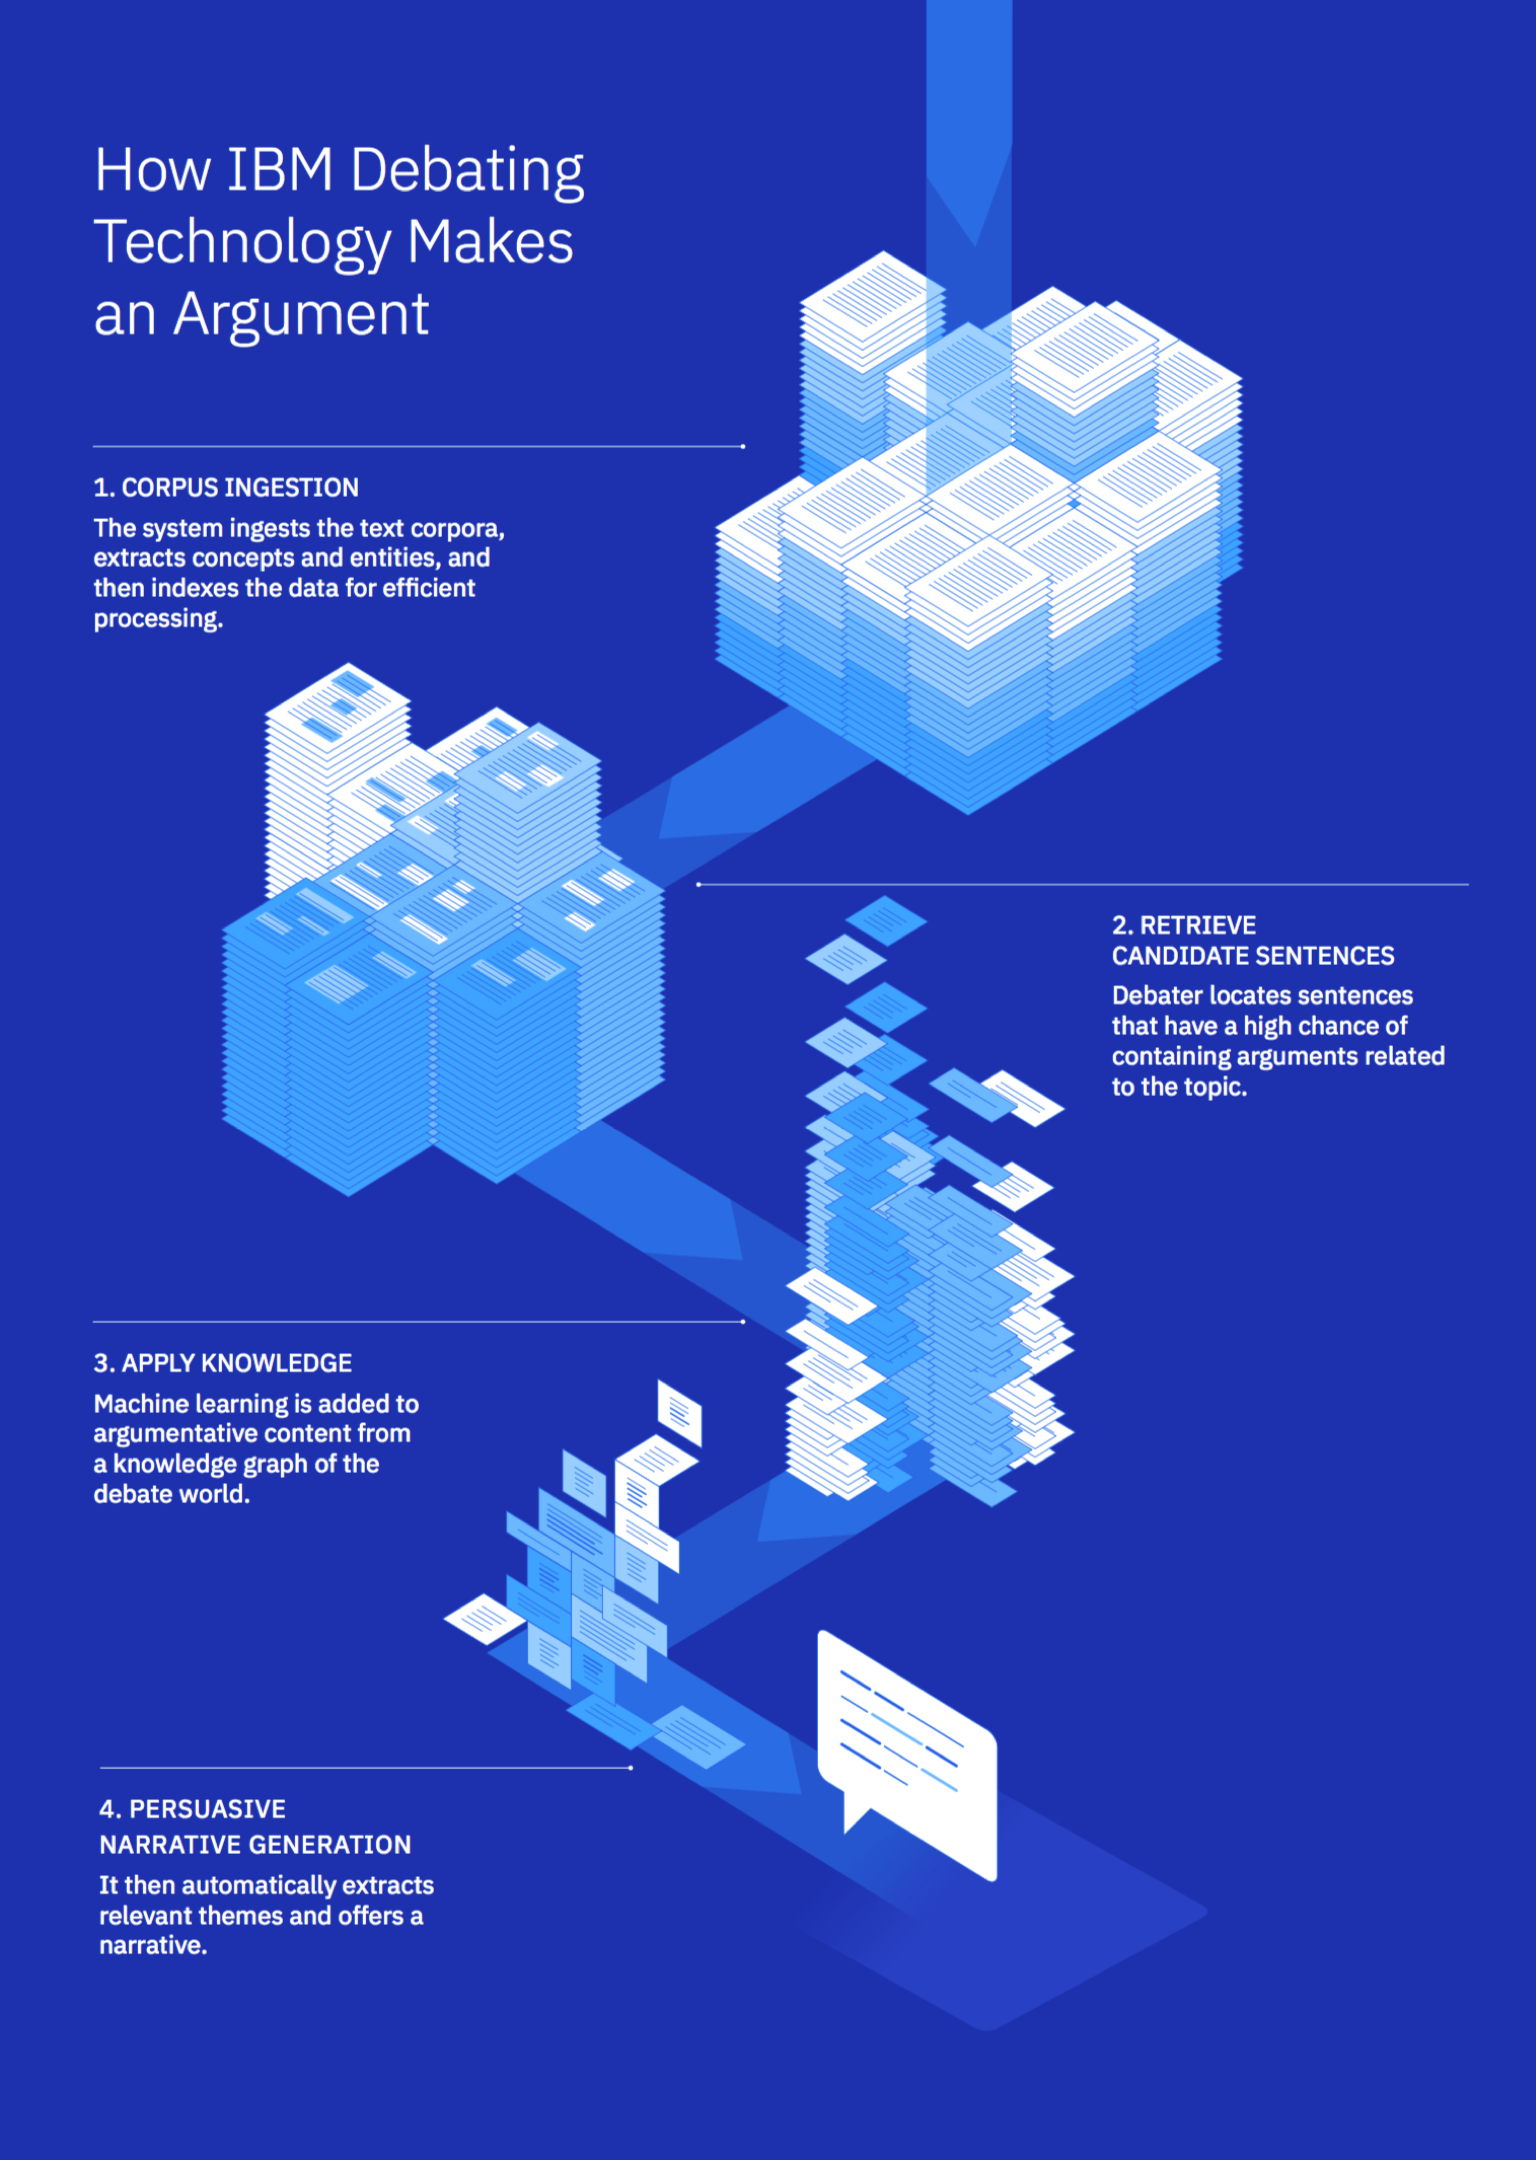 How IBM Debating
Technology Makes
an Argument
1. CORPUS INGESTION
The system ingests the text corpora,
extracts concepts and entities, and
then indexes the data for efficient
processing.
2. RETRIEVE
CANDIDATE SENTENCES
Debater locates sentences
that have a high chance of
containing arguments related
to the topic.
3. APPLY KNOWLEDGE
Machine learning is added to
argumentative content from
a knowledge graph of the
debate world.
4. PERSUASIVE
NARRATIVE GENERATION
It then automatically extracts
relevant themes and offers a
narrative.